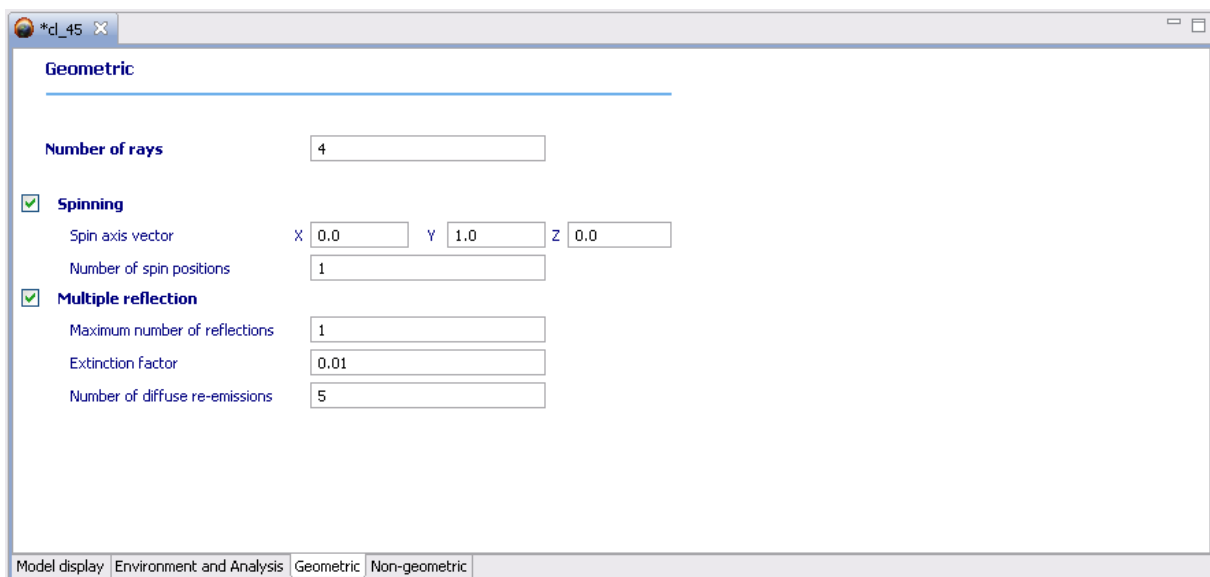 *cl_45
Geometric
Number of rays 4
Spinning
Spin axis vector X 0.0 Y 1.0 Z 0.0
Number of spin positions 1
Multiple reflection
Maximum number of reflections 1
Extinction factor 0.01
Number of diffuse re-emissions 5
Model display Environment and Analysis Geometric Non-geometric